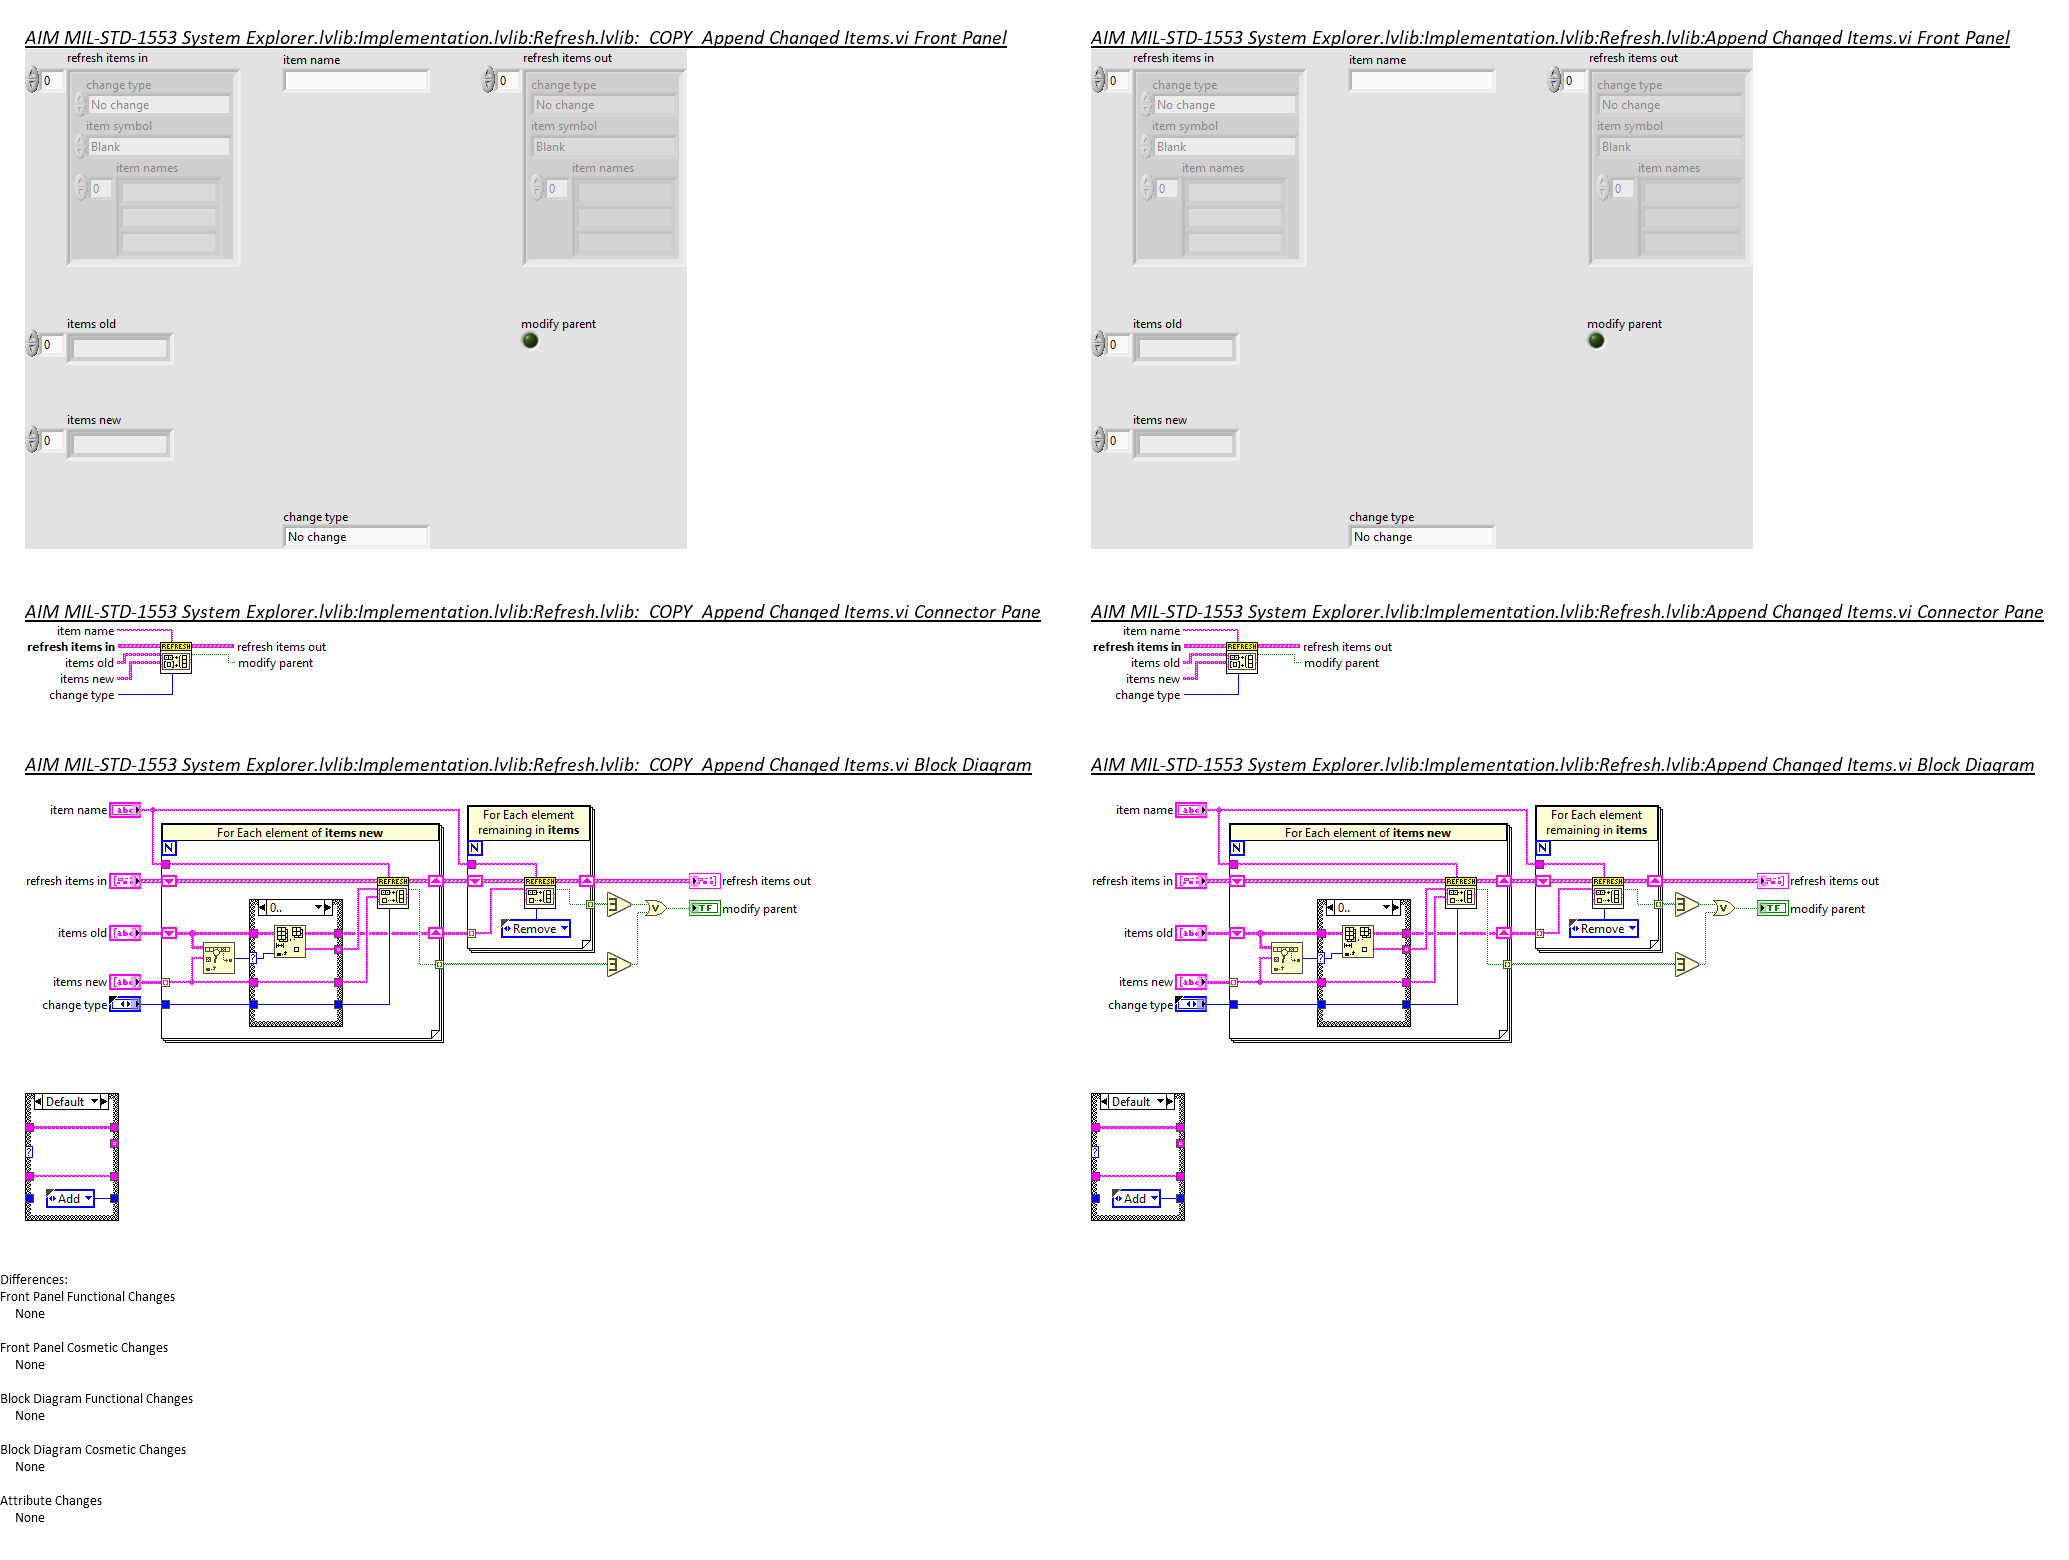 AIM MIL-STD-1553 System Explorer.lvlib:Implementation.lvlib:Refresh.lvlib:_COPY_Append Changed Items.vi Front Panel
refresh items in
item name
refresh items out
0
0
change type
No change
item symbol
Blank
item names
0
change type
No change
item symbol
Blank
item names
0
items old
0
modify parent
items new
0
change type
No change
AIM MIL-STD-1553 System Explorer.lvlib:Implementation.lvlib:Refresh.lvlib:Append Changed Items.vi Front Panel
refresh items in
item name
refresh items out
0
0
change type
No change
item symbol
Blank
item names
0
change type
No change
item symbol
Blank
item names
0
items old
0
modify parent
items new
0
change type
No change
AIM MIL-STD-1553 System Explorer.lvlib:Implementation.lvlib:Refresh.lvlib:_COPY_Append Changed Items.vi Connector Pane
item name
refresh items in
items old
items new
change type
REFRESH
refresh items out
modify parent
AIM MIL-STD-1553 System Explorer.lvlib:Implementation.lvlib:Refresh.lvlib:Append Changed Items.vi Connector Pane
item name
refresh items in
items old
items new
change type
REFRESH
refresh items out
modify parent
AIM MIL-STD-1553 System Explorer.lvlib:Implementation.lvlib:Refresh.lvlib:_COPY_Append Changed Items.vi Block Diagram
item name
abc
For Each element of items new
N
For Each element
remaining in items
N
refresh items in
REFRESH
REFRESH
refresh items out
0..
Remove
V
TF
modify parent
items old
abc
?
items new
abc
change type
Default
?
Add
AIM MIL-STD-1553 System Explorer.lvlib:Implementation.lvlib:Refresh.lvlib:Append Changed Items.vi Block Diagram
item name
abc
For Each element of items new
N
For Each element
remaining in items
N
refresh items in
REFRESH
REFRESH
refresh items out
0..
Remove
V
TF
modify parent
items old
abc
?
items new
abc
change type
Default
?
Add
Differences:
Front Panel Functional Changes
None
Front Panel Cosmetic Changes
None
Block Diagram Functional Changes
None
Block Diagram Cosmetic Changes
None
Attribute Changes
None